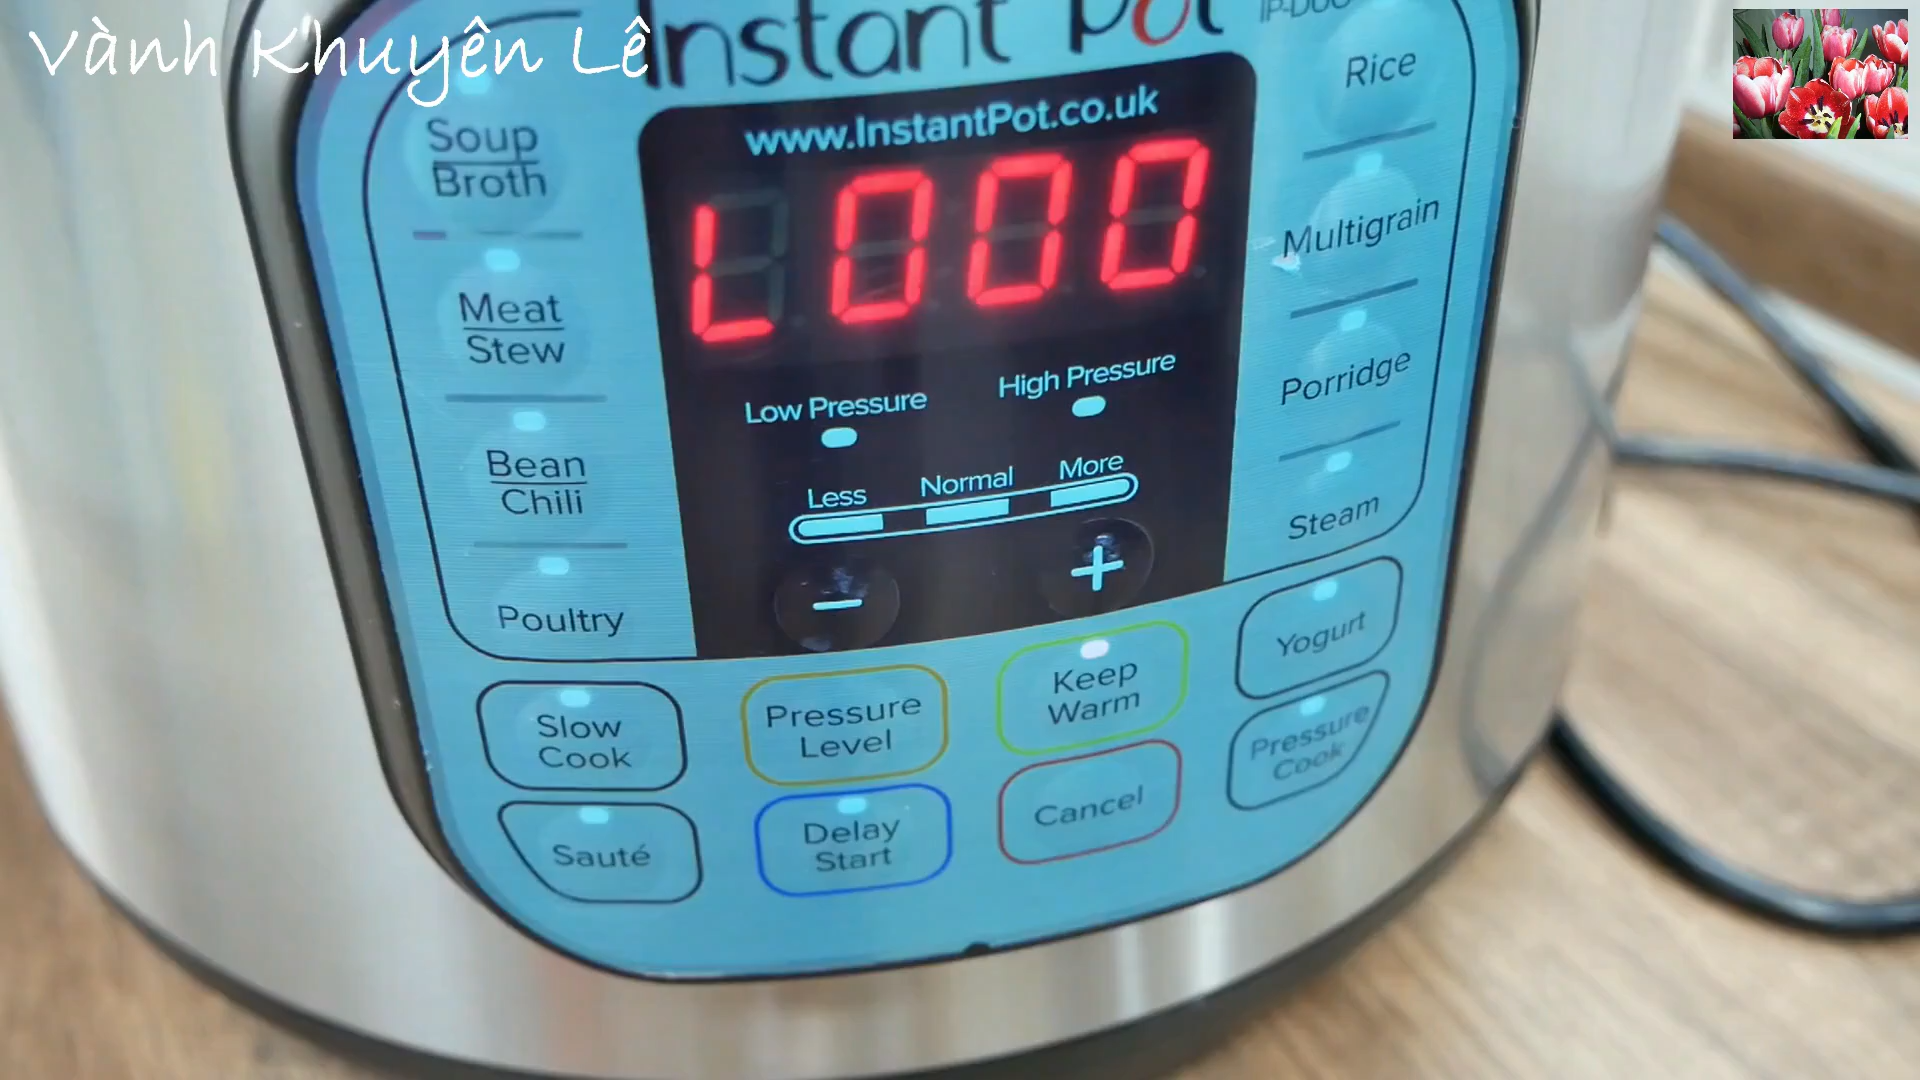 Vành Khuyên Lê
Instant Pot
www.InstantPot.co.uk
L000
Soup
Broth
Meat
Stew
Bean
Chili
Poultry
Low Pressure
High Pressure
Less
Normal
More
−
+
Rice
Multigrain
Porridge
Steam
Slow
Cook
Pressure
Level
Keep
Warm
Yogurt
Sauté
Delay
Start
Cancel
Pressure
Cook